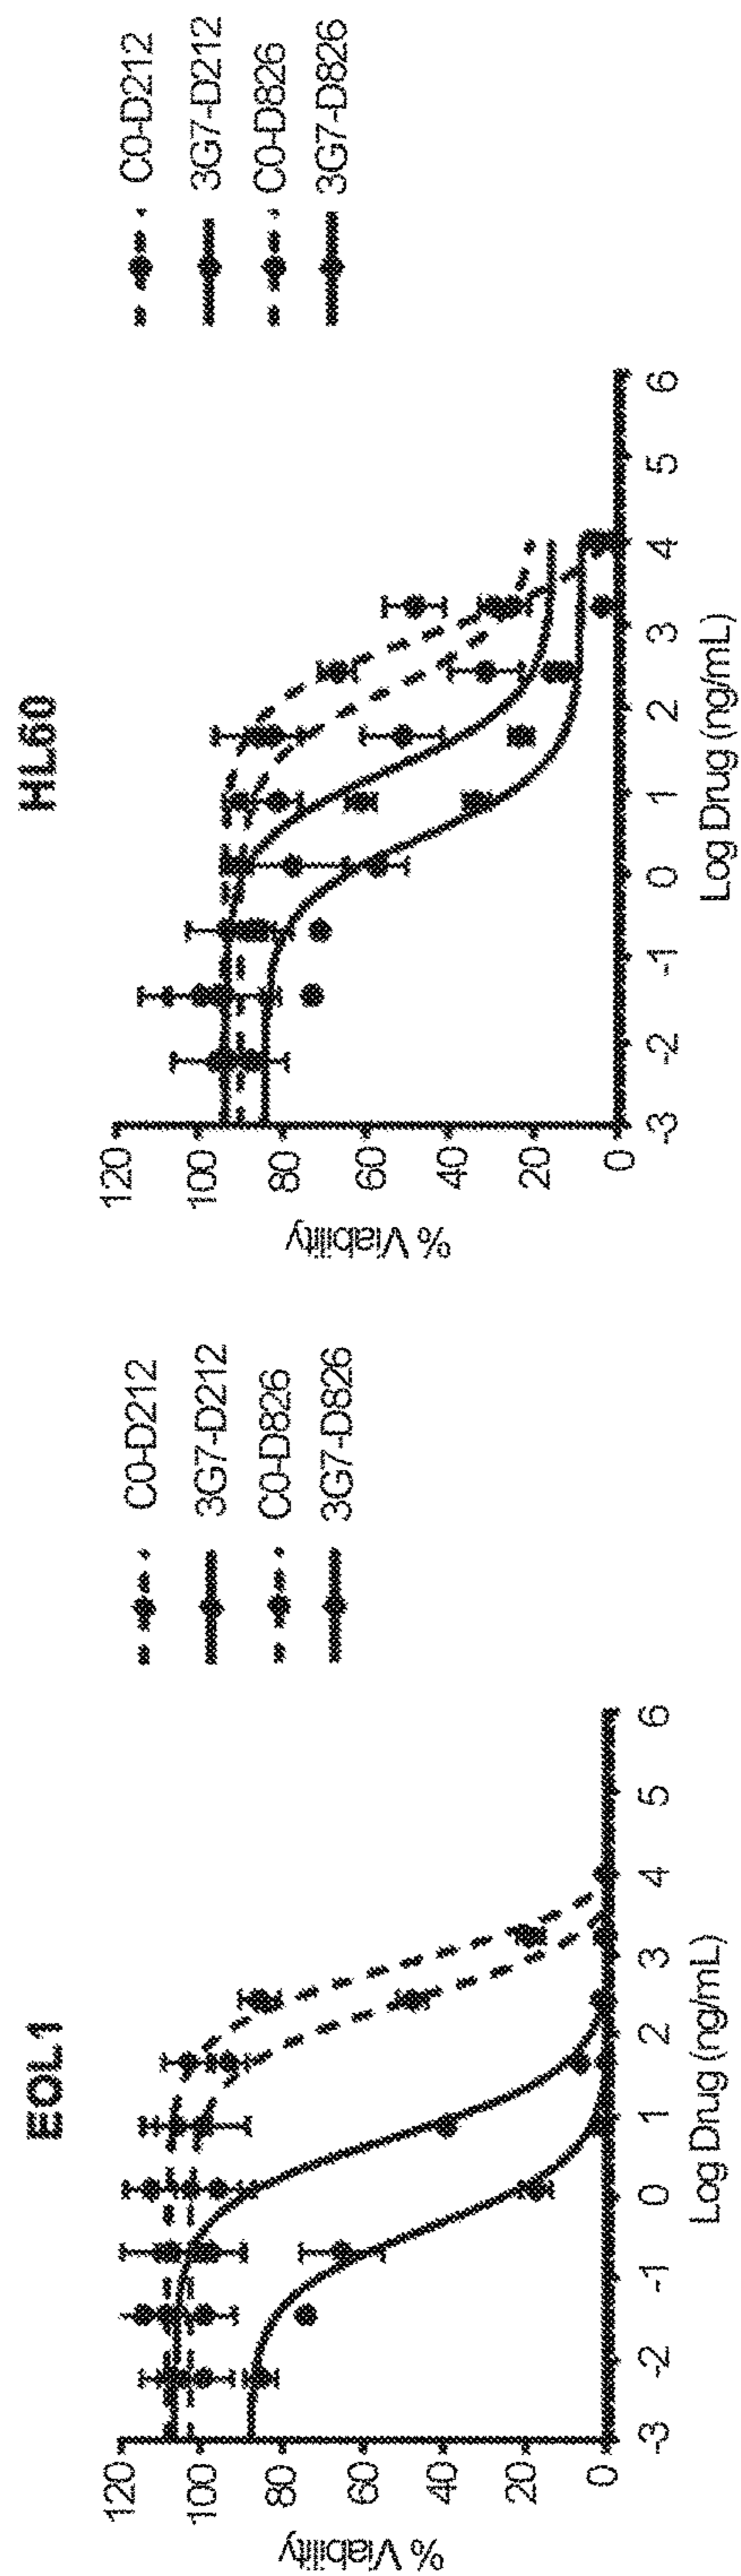 EOL1
% Viability
120
100
80
60
40
20
0
-3
-2
-1
0
1
2
3
4
5
6
Log Drug (ng/mL)
C0-D212
3G7-D212
C0-D826
3G7-D826
HL60
% Viability
120
100
80
60
40
20
0
-3
-2
-1
0
1
2
3
4
5
6
Log Drug (ng/mL)
C0-D212
3G7-D212
C0-D826
3G7-D826